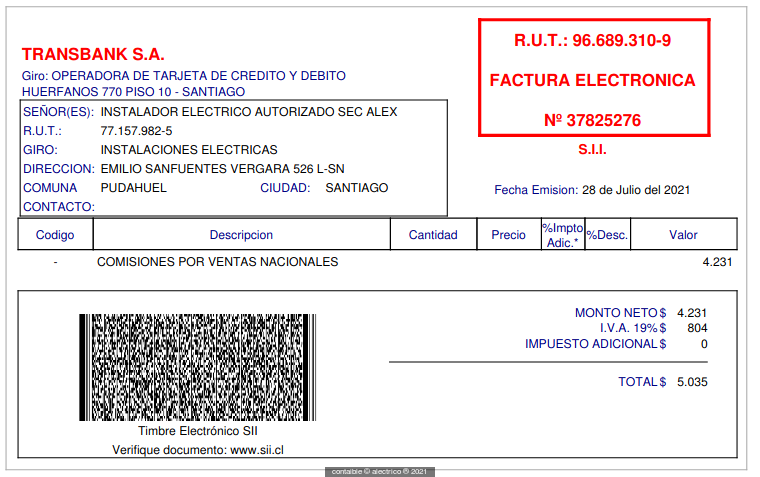 TRANSBANK S.A.
Giro: OPERADORA DE TARJETA DE CREDITO Y DEBITO
HUERFANOS 770 PISO 10 - SANTIAGO
R.U.T.: 96.689.310-9
FACTURA ELECTRONICA
Nº 37825276
S.I.I.
SEÑOR(ES): INSTALADOR ELECTRICO AUTORIZADO SEC ALEX
R.U.T.: 77.157.982-5
GIRO: INSTALACIONES ELECTRICAS
DIRECCION: EMILIO SANFUENTES VERGARA 526 L-SN
COMUNA PUDAHUEL CIUDAD: SANTIAGO
CONTACTO:
Fecha Emision: 28 de Julio del 2021
Codigo Descripcion Cantidad Precio %Impto Adic.* %Desc. Valor
- COMISIONES POR VENTAS NACIONALES 4.231
MONTO NETO $ 4.231
I.V.A. 19% $ 804
IMPUESTO ADICIONAL $ 0
TOTAL $ 5.035
Timbre Electrónico SII
Verifique documento: www.sii.cl
contaible © alectrico ® 2021